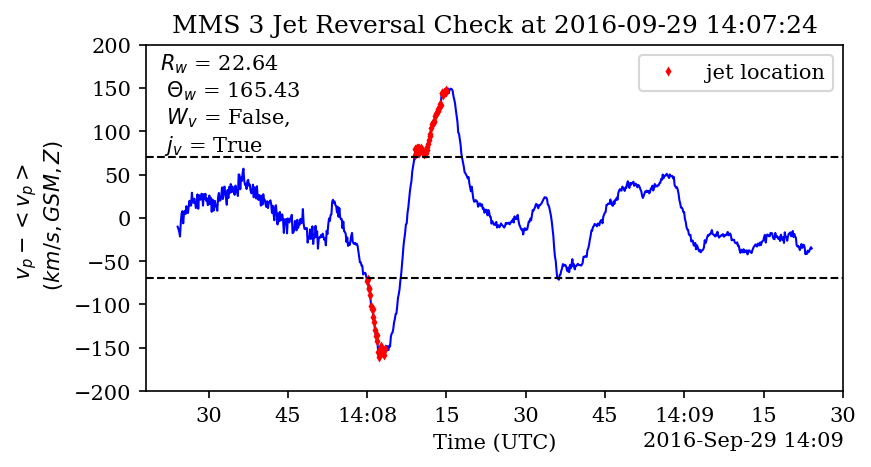 MMS 3 Jet Reversal Check at 2016-09-29 14:07:24
R_w = 22.64
Θ_w = 165.43
W_v = False,
j_v = True
jet location
v_p − < v_p >
(km/s, GSM, Z)
200
150
100
50
0
−50
−100
−150
−200
30 45 14:08 15 30 45 14:09 15 30
Time (UTC)
2016-Sep-29 14:09